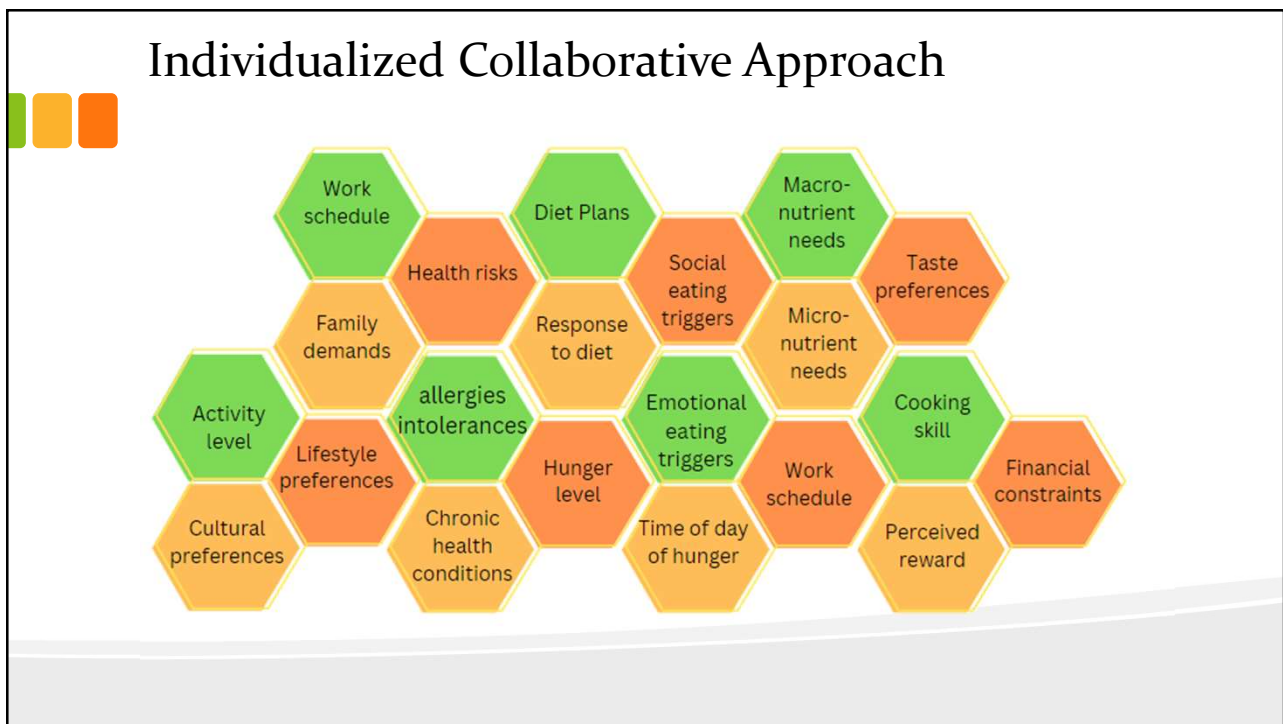 Individualized Collaborative Approach
Work
schedule
Diet Plans
Macro-
nutrient
needs
Health risks
Social
eating
triggers
Taste
preferences
Family
demands
Response
to diet
Micro-
nutrient
needs
Activity
level
allergies
intolerances
Emotional
eating
triggers
Cooking
skill
Lifestyle
preferences
Hunger
level
Work
schedule
Financial
constraints
Cultural
preferences
Chronic
health
conditions
Time of day
of hunger
Perceived
reward